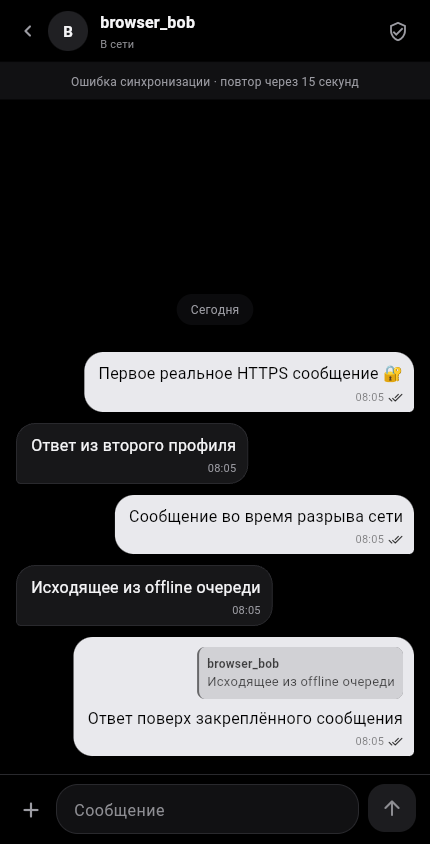 B
browser_bob
В сети
Ошибка синхронизации · повтор через 15 секунд
Сегодня
Первое реальное HTTPS сообщение 🔐
08:05
Ответ из второго профиля
08:05
Сообщение во время разрыва сети
08:05
Исходящее из offline очереди
08:05
browser_bob
Исходящее из offline очереди
Ответ поверх закреплённого сообщения
08:05
Сообщение